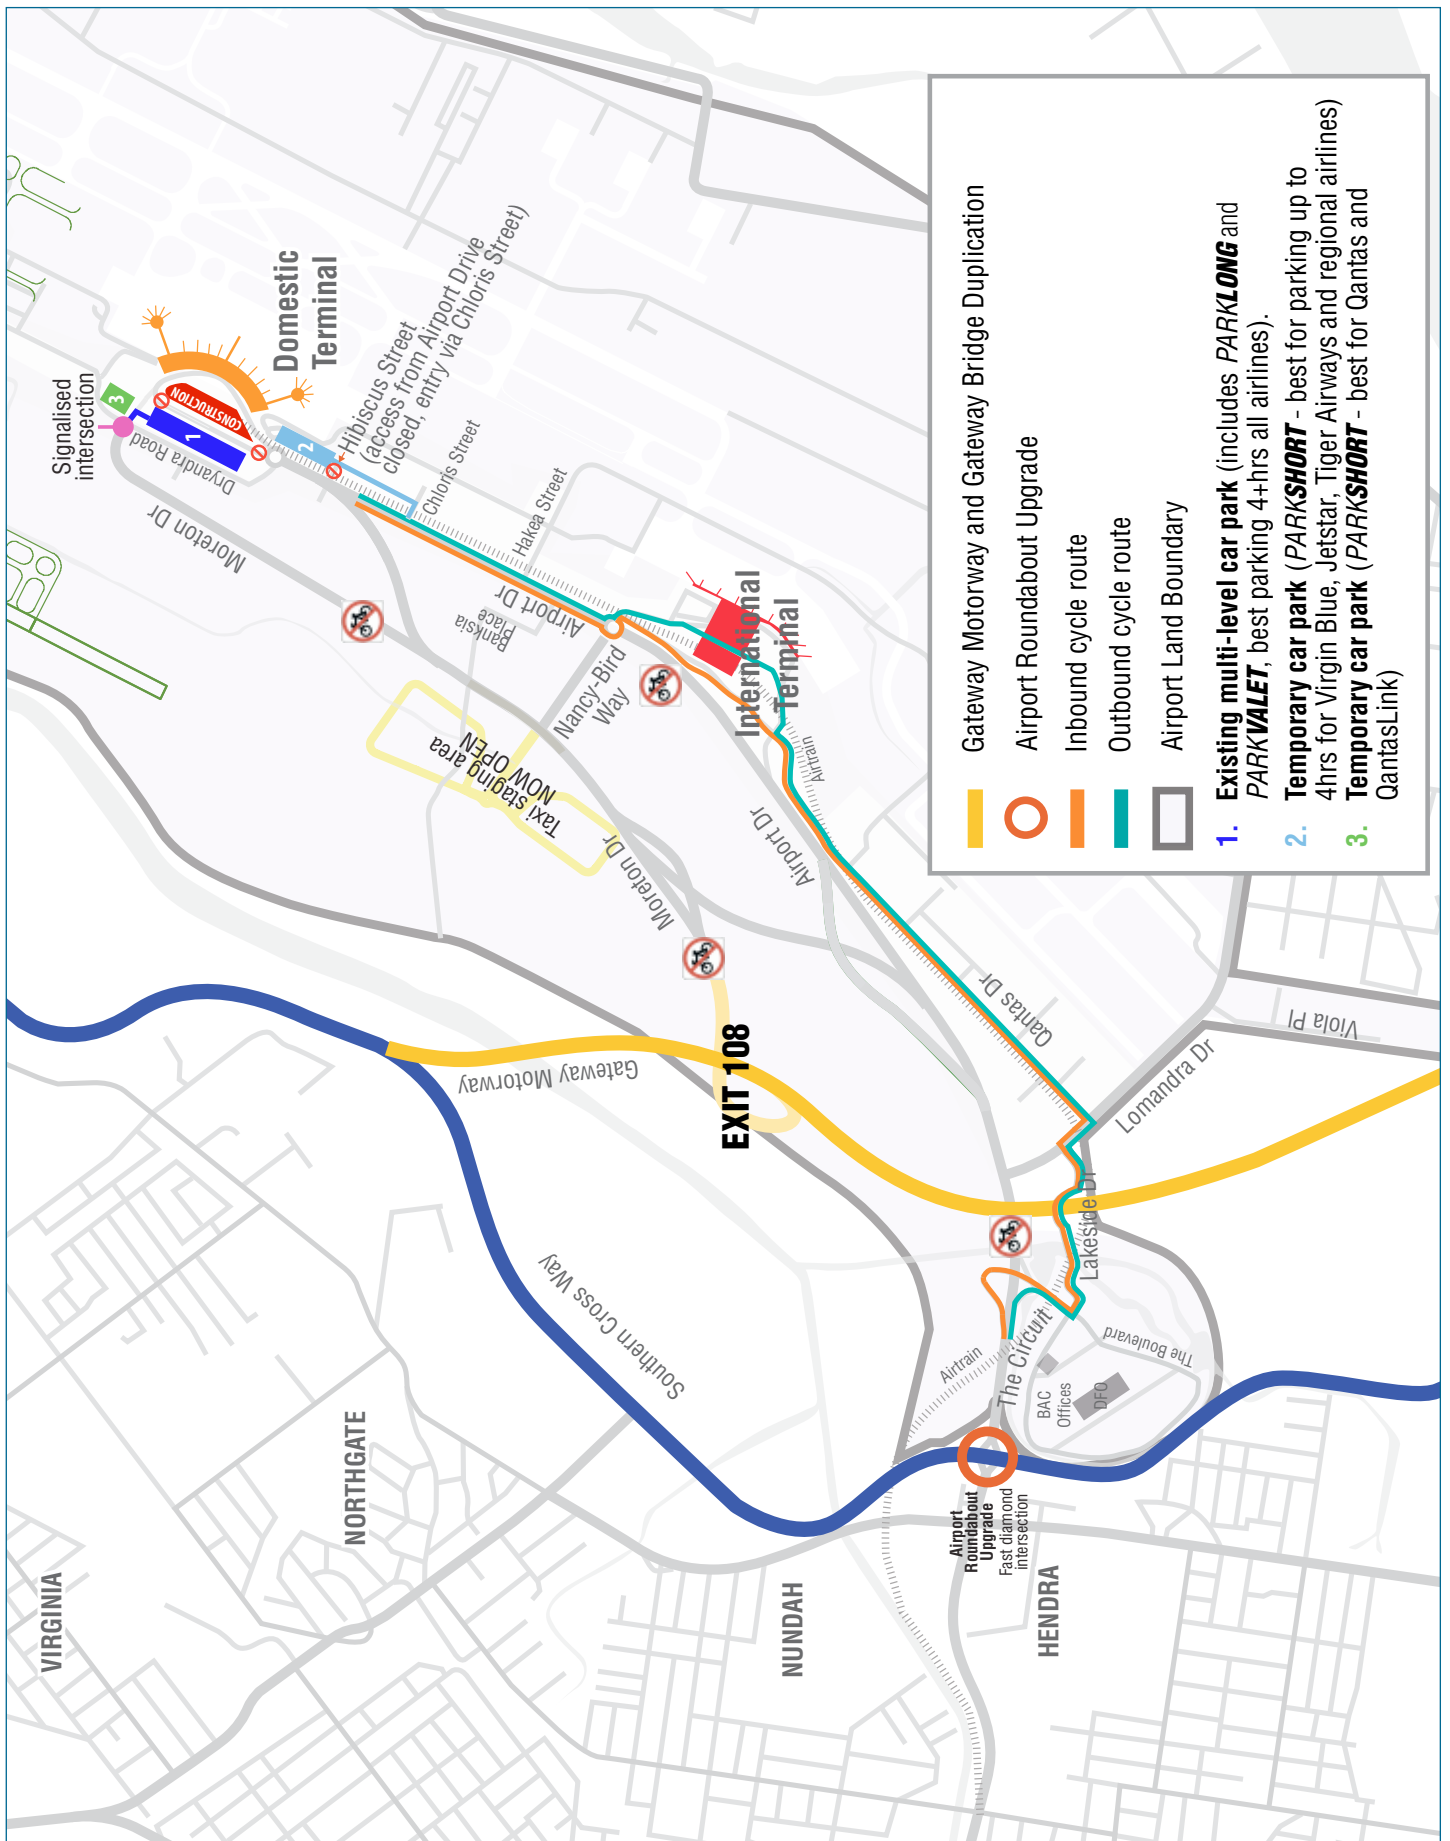 VIRGINIA
NORTHGATE
NUNDAH
HENDRA
Airport
Roundabout
Upgrade
Fast diamond
intersection
Southern Cross Way
Gateway Motorway
EXIT 108
Airtrain
The Circuit
BAC
Offices
DFO
The Boulevard
Lakeside Dr
Lomandra Dr
Viola Pl
Qantas Dr
Airport Dr
Airtrain
Moreton Dr
Taxi
staging area
NOW OPEN
Nancy-Bird
Way
International
Terminal
Banksia
Place
Airport Dr
Hakea Street
Chloris Street
Hibiscus Street
(access from Airport Drive
closed, entry via Chloris Street)
Moreton Dr
Dryandra Road
Signalised
intersection
1
2
3
CONSTRUCTION
Domestic
Terminal
Gateway Motorway and Gateway Bridge Duplication
Airport Roundabout Upgrade
Inbound cycle route
Outbound cycle route
Airport Land Boundary
1. Existing multi-level car park (includes PARKLONG and
PARKVALET, best parking 4+hrs all airlines).
2. Temporary car park (PARKSHORT - best for parking up to
4hrs for Virgin Blue, Jetstar, Tiger Airways and regional airlines)
3. Temporary car park (PARKSHORT - best for Qantas and
QantasLink)